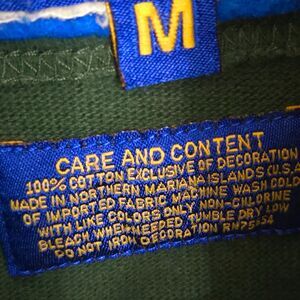 M
CARE AND CONTENT
100% COTTON EXCLUSIVE OF DECORATION
MADE IN NORTHERN MARIANA ISLANDS (U.S.A
OF IMPORTED FABRIC MACHINE WASH COLD
WITH LIKE COLORS ONLY NON-CHLORINE
BLEACH WHEN NEEDED TUMBLE DRY LOW
DO NOT IRON DECORATION